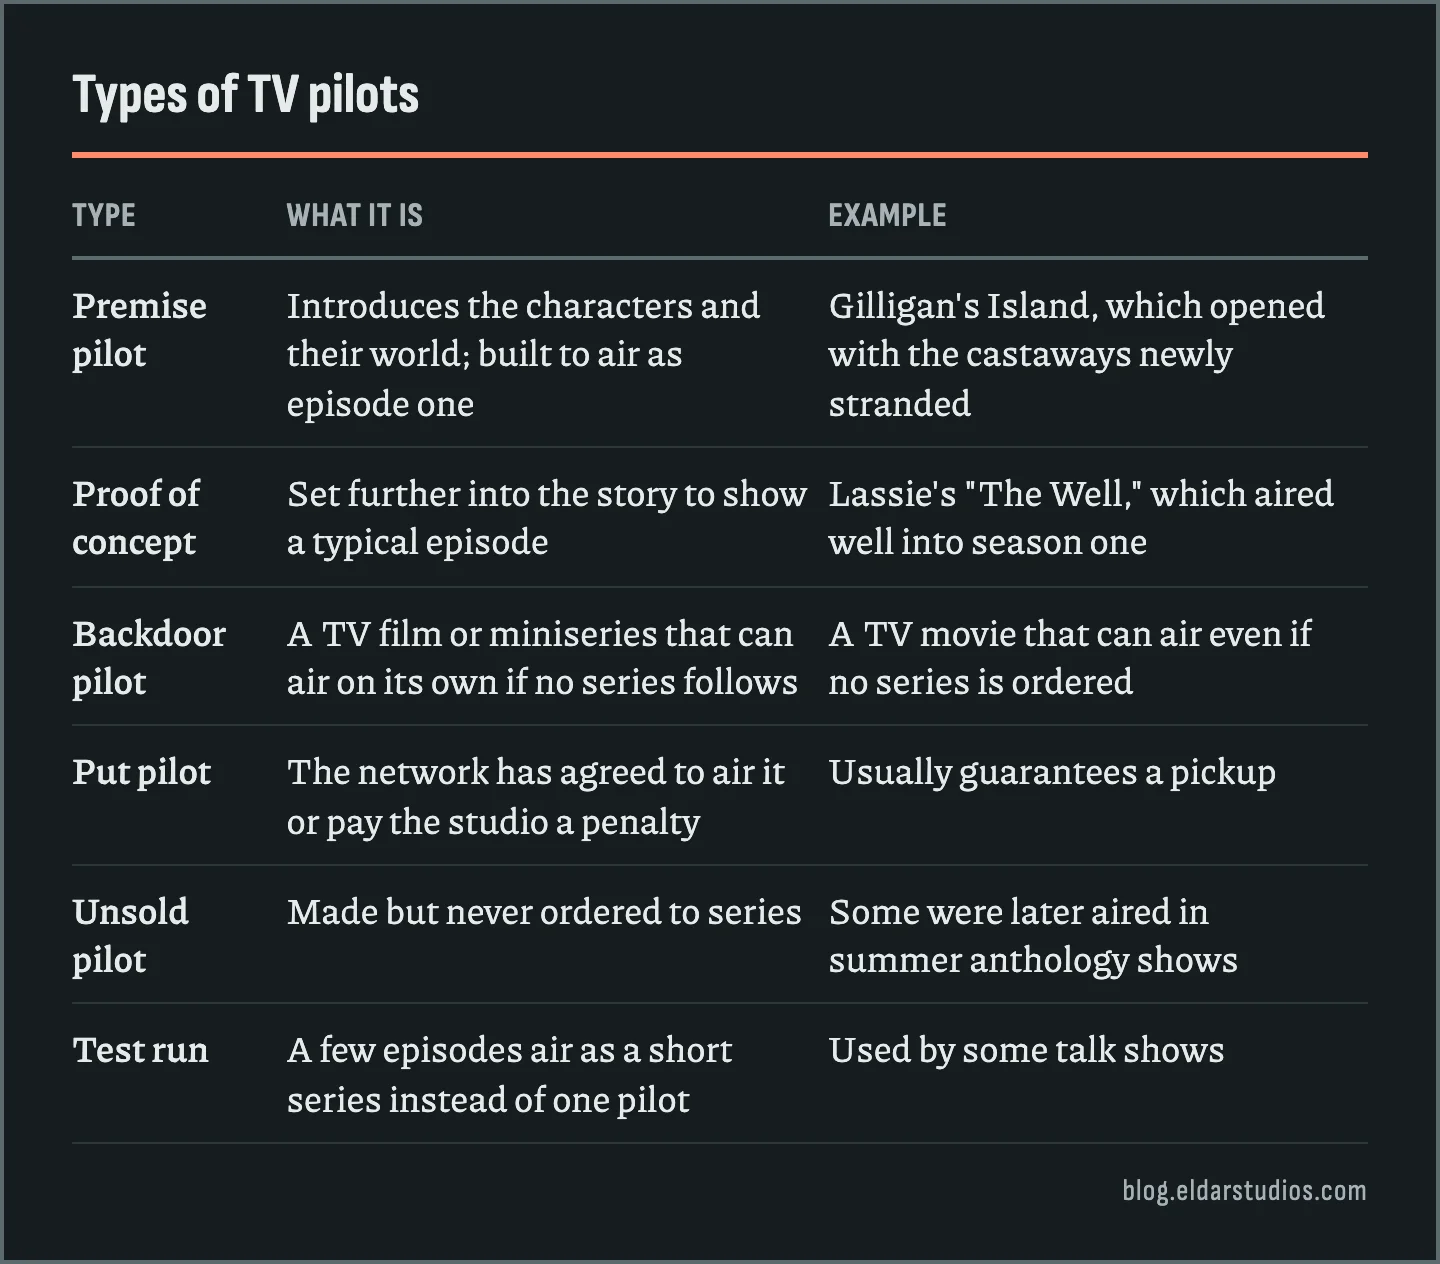 Types of TV pilots
TYPE WHAT IT IS EXAMPLE
Premise Introduces the characters and Gilligan's Island, which opened
pilot their world; built to air as with the castaways newly
episode one stranded
Proof of Set further into the story to show Lassie's "The Well," which aired
concept a typical episode well into season one
Backdoor A TV film or miniseries that can A TV movie that can air even if
pilot air on its own if no series follows no series is ordered
Put pilot The network has agreed to air it Usually guarantees a pickup
or pay the studio a penalty
Unsold Made but never ordered to series Some were later aired in
pilot summer anthology shows
Test run A few episodes air as a short Used by some talk shows
series instead of one pilot
blog.eldarstudios.com